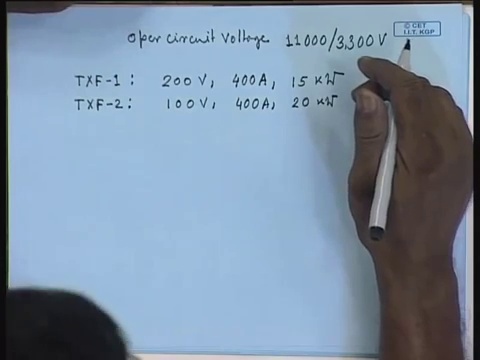 Open circuit Voltage 11000/3,300 V
© CET
I.I.T. KGP
TXF-1: 200 V, 400A, 15 kW
TXF-2: 100 V, 400A, 20 kW